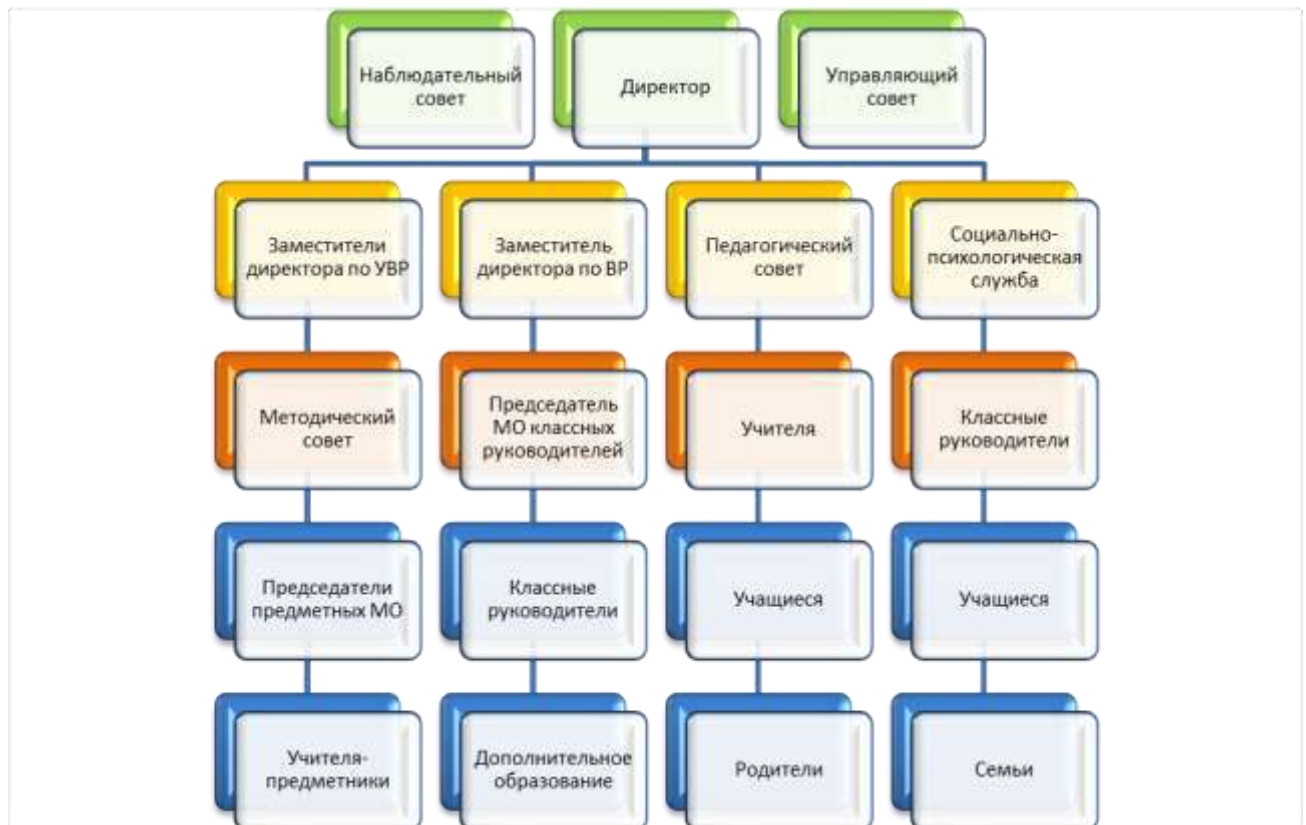 Наблюдательный
совет
Директор
Управляющий
совет
Заместители
директора по УВР
Заместитель
директора по ВР
Педагогический
совет
Социально-
психологическая
служба
Методический
совет
Председатель
МО классных
руководителей
Учителя
Классные
руководители
Председатели
предметных МО
Классные
руководители
Учащиеся
Учащиеся
Учителя-
предметники
Дополнительное
образование
Родители
Семьи